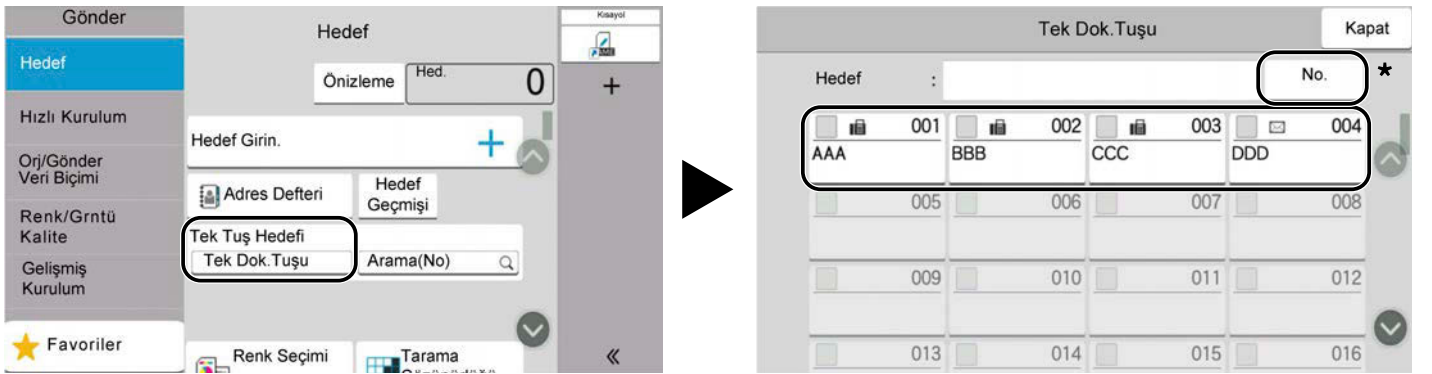 Gönder
Hedef
Hızlı Kurulum
Orj/Gönder
Veri Biçimi
Renk/Grntü
Kalite
Gelişmiş
Kurulum
Favoriler
Hedef
Önizleme
Hed.
0
Hedef Girin.
+
Adres Defteri
Hedef
Geçmişi
Tek Tuş Hedefi
Tek Dok.Tuşu
Arama(No)
Renk Seçimi
Tarama
Kısayol
+
«
Tek Dok.Tuşu
Kapat
Hedef :
No.
*
001 002 003 004
AAA BBB CCC DDD
005 006 007 008
009 010 011 012
013 014 015 016